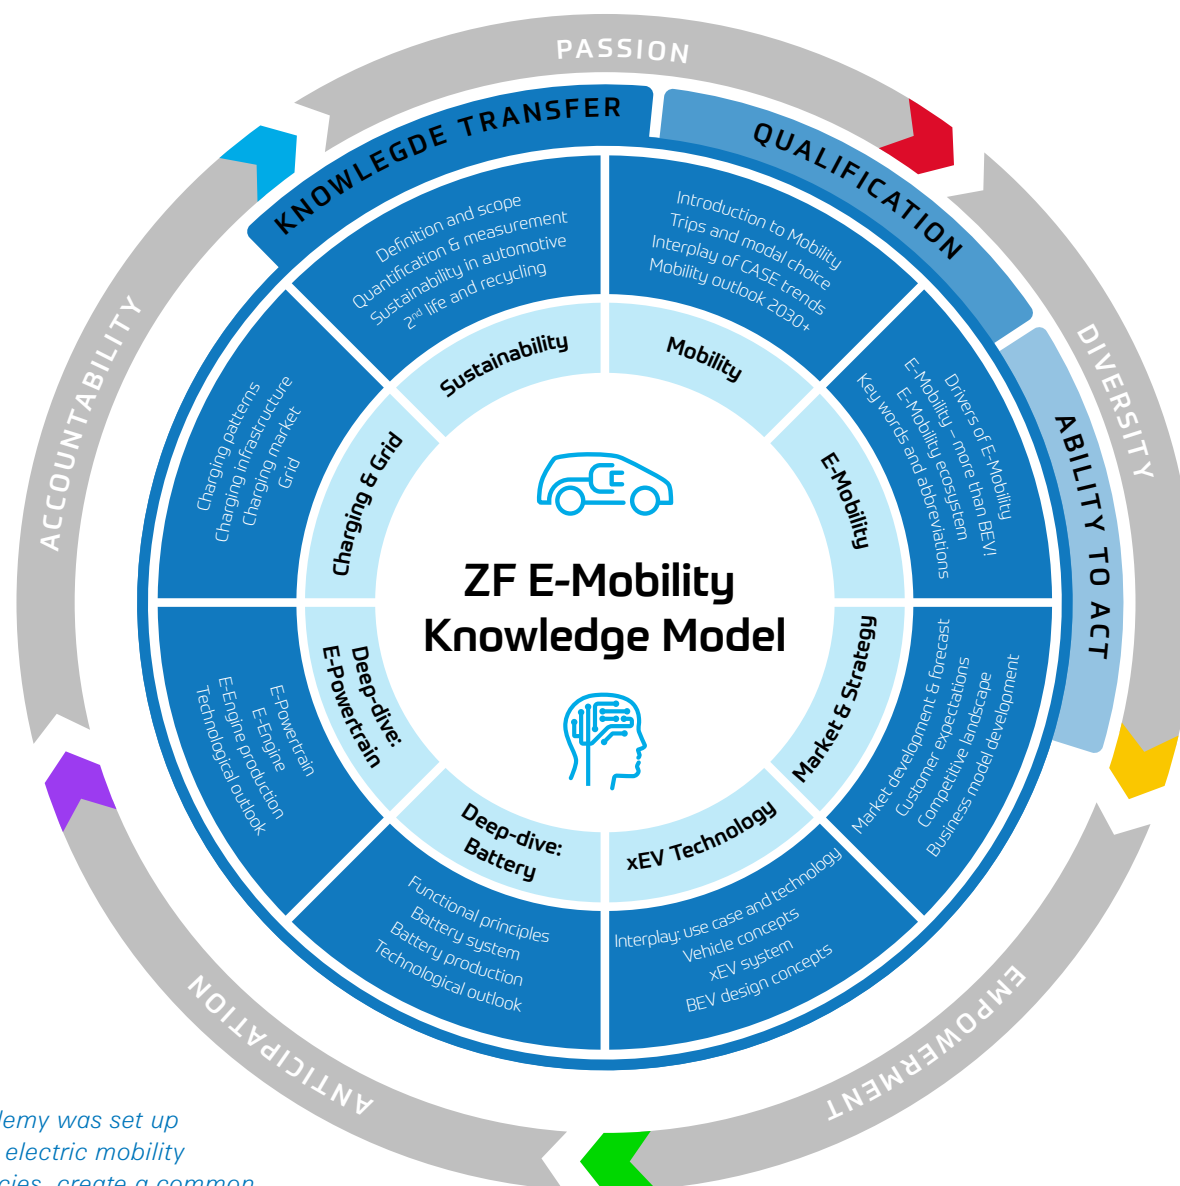 PASSION
DIVERSITY
EMPOWERMENT
ANTICIPATION
ACCOUNTABILITY
KNOWLEGDE TRANSFER
QUALIFICATION
ABILITY TO ACT
Introduction to Mobility
Trips and modal choice
Interplay of CASE trends
Mobility outlook 2030+
Mobility
Drivers of E-Mobility
E-Mobility – more than BEV!
E-Mobility ecosystem
Key words and abbreviations
E-Mobility
Market development & forecast
Customer expectations
Competitive landscape
Business model development
Market & Strategy
Interplay: use case and technology
Vehicle concepts
xEV system
BEV design concepts
xEV Technology
Functional principles
Battery system
Battery production
Technological outlook
Deep-dive:
Battery
E-Powertrain
E-Engine
E-Engine production
Technological outlook
Deep-dive:
E-Powertrain
Charging patterns
Charging infrastructure
Charging market
Grid
Charging & Grid
Definition and scope
Quantification & measurement
Sustainability in automotive
2nd life and recycling
Sustainability
ZF E-Mobility
Knowledge Model
was set up
electric mobility
create a common